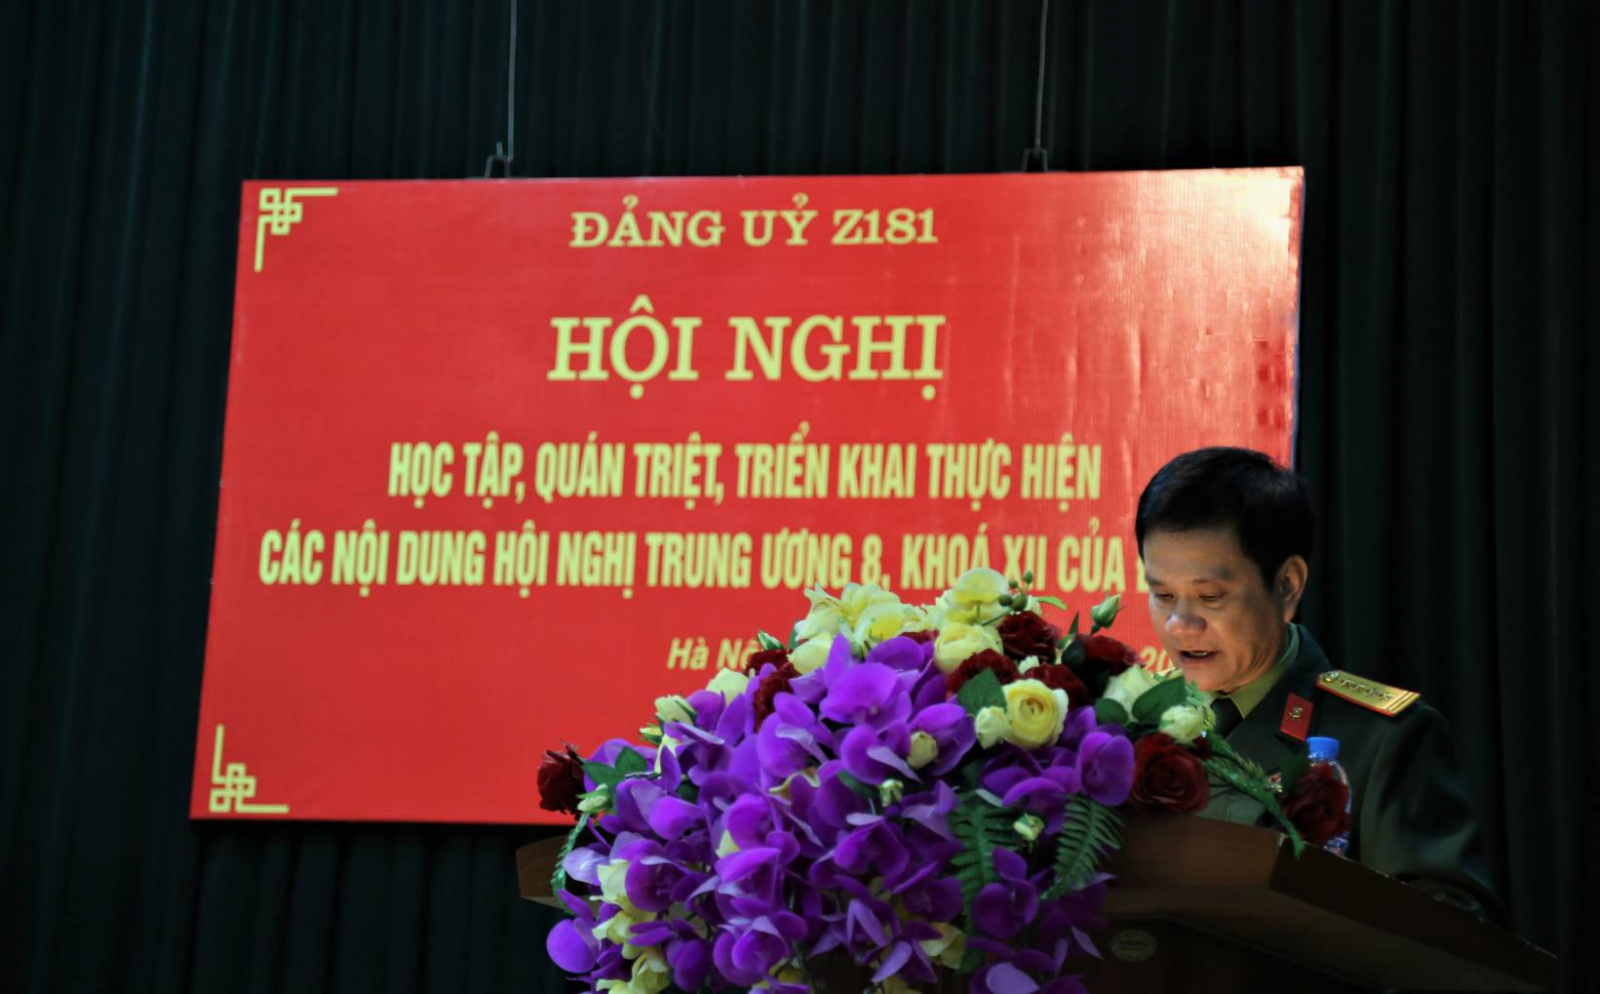 ĐẢNG UỶ Z181
HỘI NGHỊ
HỌC TẬP, QUÁN TRIỆT, TRIỂN KHAI THỰC HIỆN
CÁC NỘI DUNG HỘI NGHỊ TRUNG ƯƠNG 8, KHOÁ XII CỦA
Hà